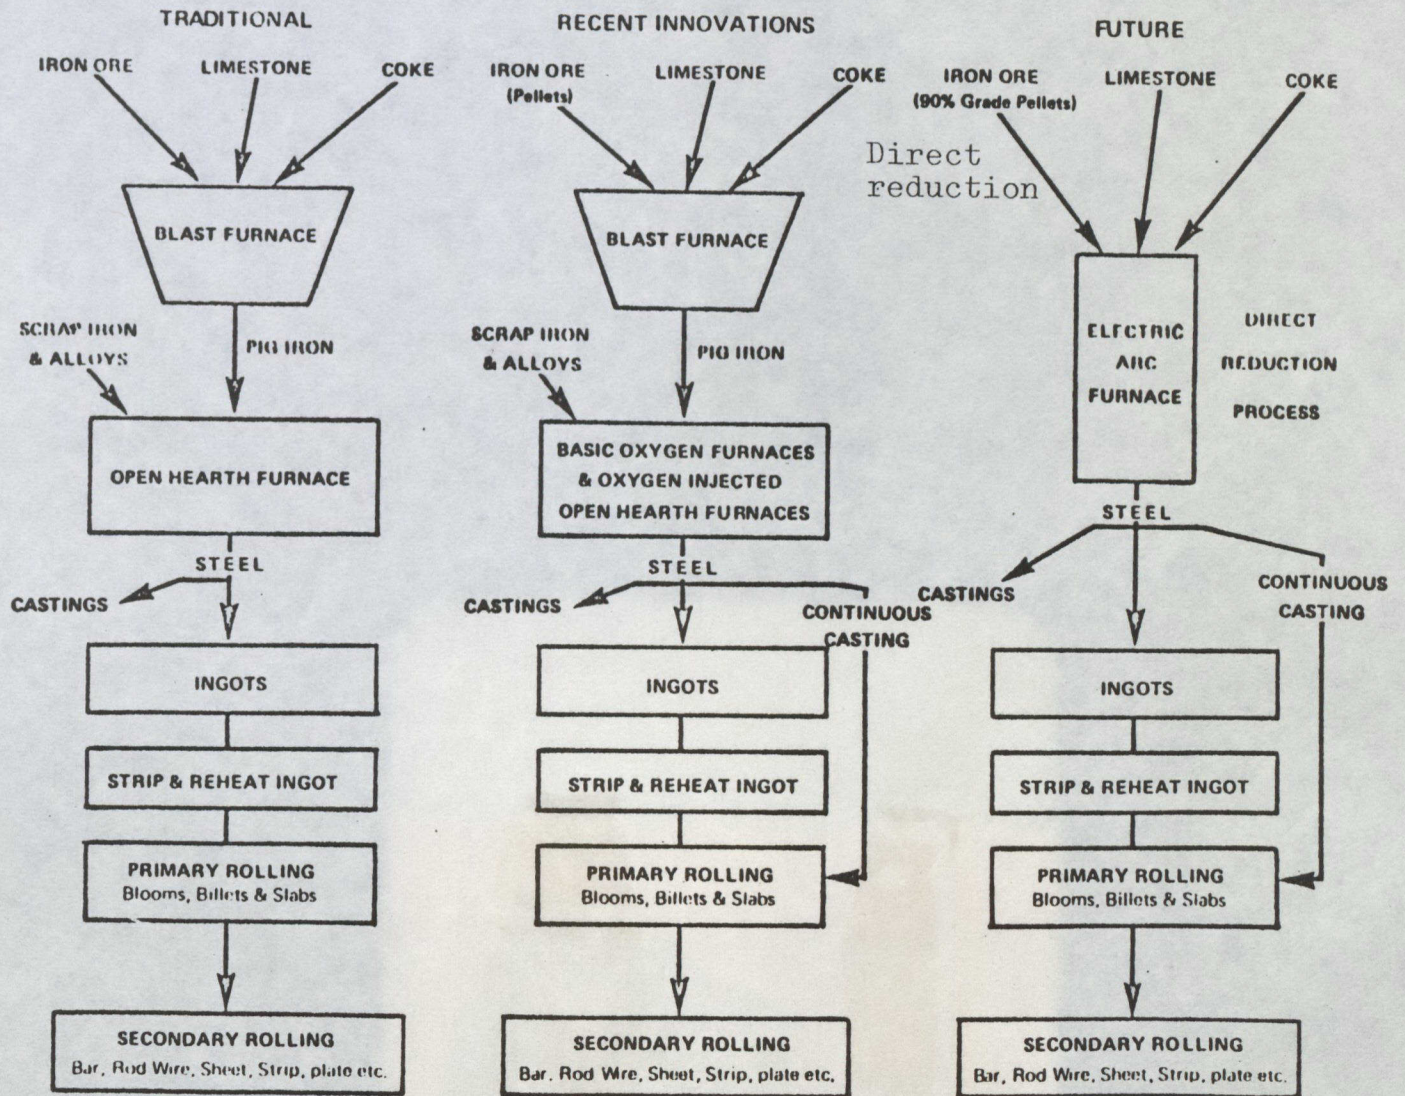 TRADITIONAL
IRON ORE
LIMESTONE
COKE
BLAST FURNACE
SCRAP IRON
& ALLOYS
PIG IRON
OPEN HEARTH FURNACE
STEEL
CASTINGS
INGOTS
STRIP & REHEAT INGOT
PRIMARY ROLLING
Blooms, Billets & Slabs
SECONDARY ROLLING
Bar, Rod Wire, Sheet, Strip, plate etc.
RECENT INNOVATIONS
IRON ORE
(Pellets)
LIMESTONE
COKE
BLAST FURNACE
SCRAP IRON
& ALLOYS
PIG IRON
BASIC OXYGEN FURNACES
& OXYGEN INJECTED
OPEN HEARTH FURNACES
STEEL
CASTINGS
CONTINUOUS
CASTING
INGOTS
STRIP & REHEAT INGOT
PRIMARY ROLLING
Blooms, Billets & Slabs
SECONDARY ROLLING
Bar, Rod Wire, Sheet, Strip, plate etc.
FUTURE
IRON ORE
(90% Grade Pellets)
LIMESTONE
COKE
Direct
reduction
ELECTRIC
ARC
FURNACE
DIRECT
REDUCTION
PROCESS
STEEL
CASTINGS
CONTINUOUS
CASTING
INGOTS
STRIP & REHEAT INGOT
PRIMARY ROLLING
Blooms, Billets & Slabs
SECONDARY ROLLING
Bar, Rod Wire, Sheet, Strip, plate etc.